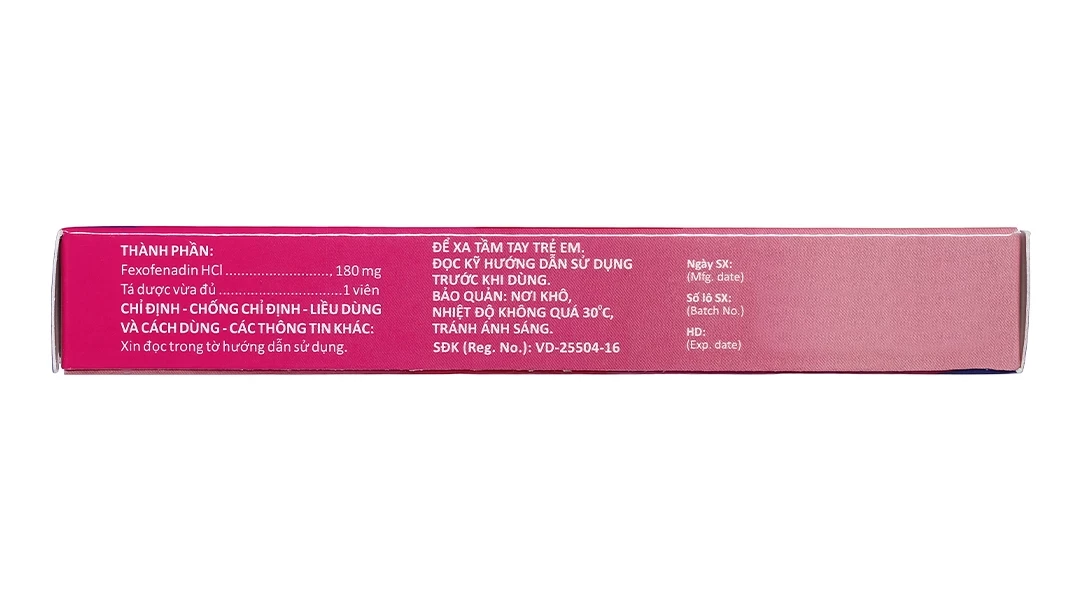 THÀNH PHẦN:
Fexofenadin HCl............................, 180 mg
Tá dược vừa đủ ................................1 viên
CHỈ ĐỊNH - CHỐNG CHỈ ĐỊNH - LIỀU DÙNG
VÀ CÁCH DÙNG - CÁC THÔNG TIN KHÁC:
Xin đọc trong tờ hướng dẫn sử dụng.
ĐỂ XA TẦM TAY TRẺ EM.
ĐỌC KỸ HƯỚNG DẪN SỬ DỤNG
TRƯỚC KHI DÙNG.
BẢO QUẢN: NƠI KHÔ,
NHIỆT ĐỘ KHÔNG QUÁ 30°C,
TRÁNH ÁNH SÁNG.
SĐK (Reg. No.): VD-25504-16
Ngày SX:
(Mfg. date)
Số lô SX:
(Batch No.)
HD:
(Exp. date)